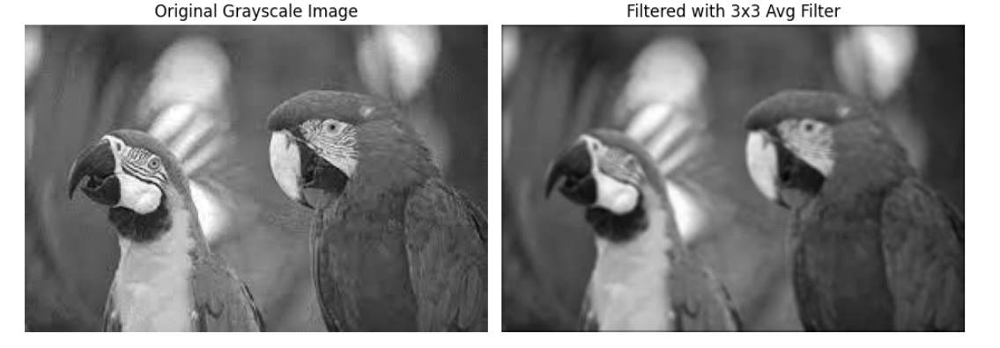 Original Grayscale Image
Filtered with 3x3 Avg Filter